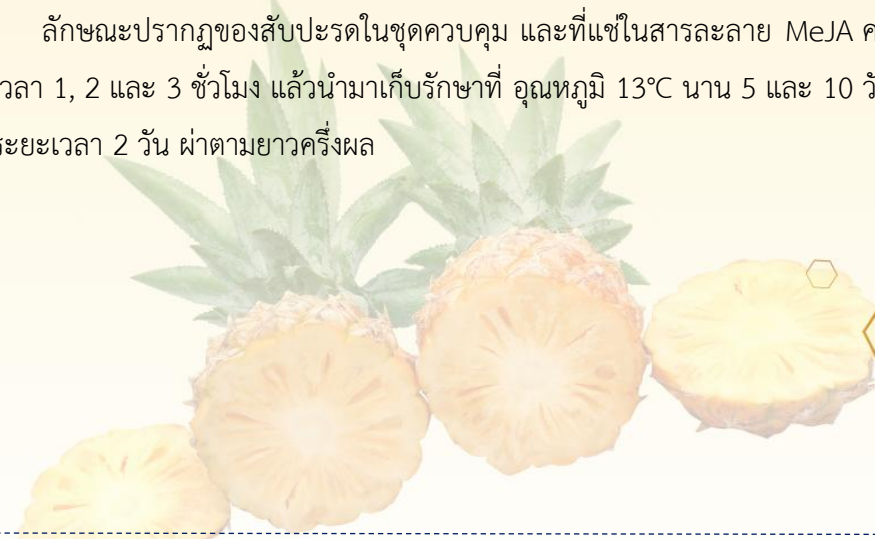 ลักษณะปรากฏของสับปะรดในชุดควบคุม และที่แช่ในสารละลาย MeJA
1, 2 และ 3 ชั่วโมง แล้วนำมาเก็บรักษาที่ อุณหภูมิ 13°C นาน 5 และ 10
ระยะเวลา 2 วัน ผ่าตามยาวครึ่งผล